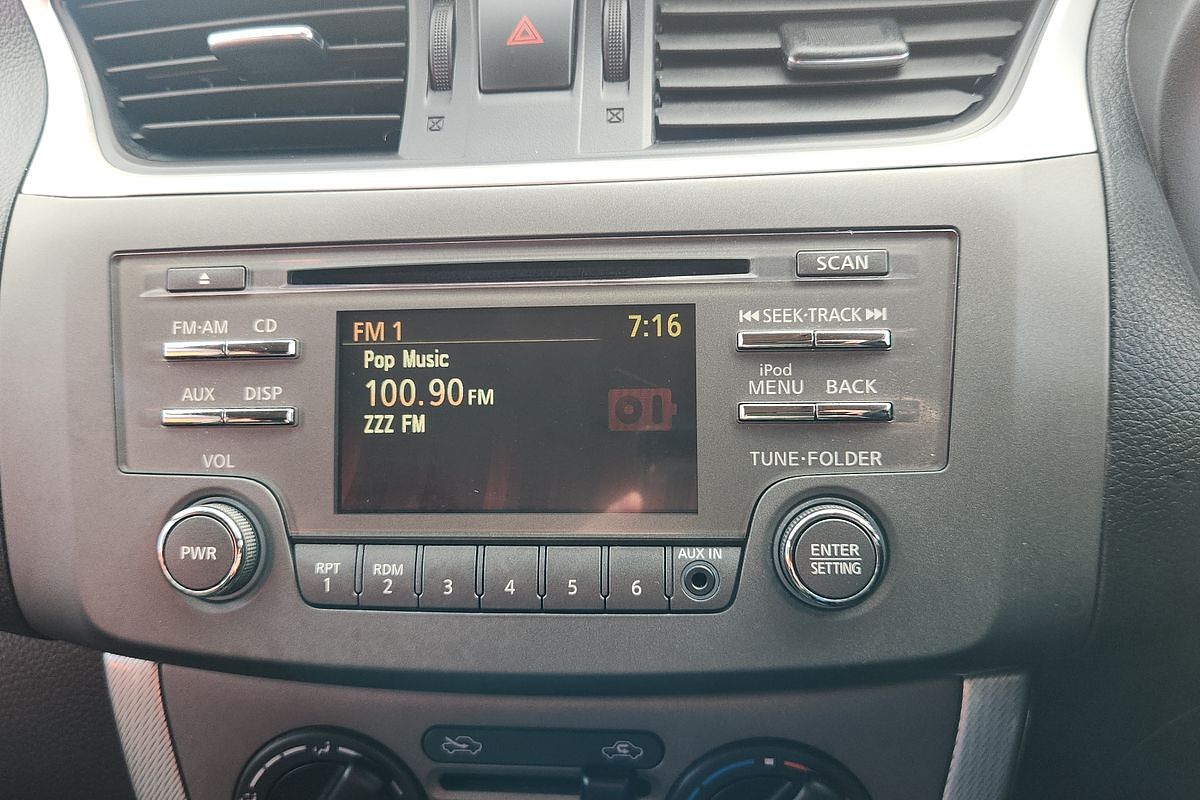 SCAN
FM·AM CD
SEEK·TRACK
FM 1 7:16
Pop Music
100.90 FM
ZZZ FM
iPod
MENU BACK
AUX DISP
VOL
TUNE·FOLDER
PWR
ENTER
SETTING
RPT
1
RDM
2
3
4
5
6
AUX IN